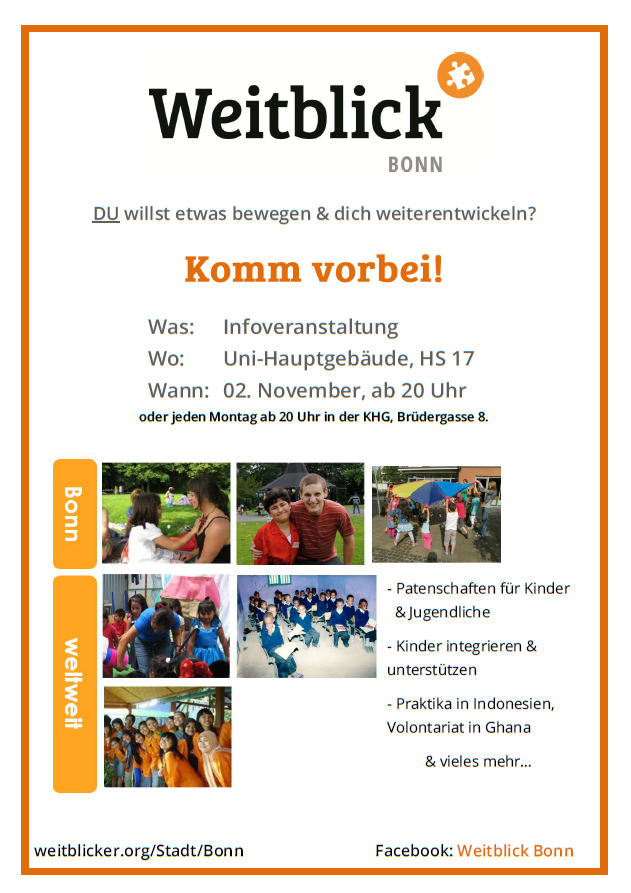 Weitblick
BONN
DU willst etwas bewegen & dich weiterentwickeln?
Komm vorbei!
Was: Infoveranstaltung
Wo: Uni-Hauptgebäude, HS 17
Wann: 02. November, ab 20 Uhr
oder jeden Montag ab 20 Uhr in der KHG, Brüdergasse 8.
Bonn
weltweit
- Patenschaften für Kinder
& Jugendliche
- Kinder integrieren &
unterstützen
- Praktika in Indonesien,
Volontariat in Ghana
& vieles mehr...
weitblicker.org/Stadt/Bonn
Facebook: Weitblick Bonn